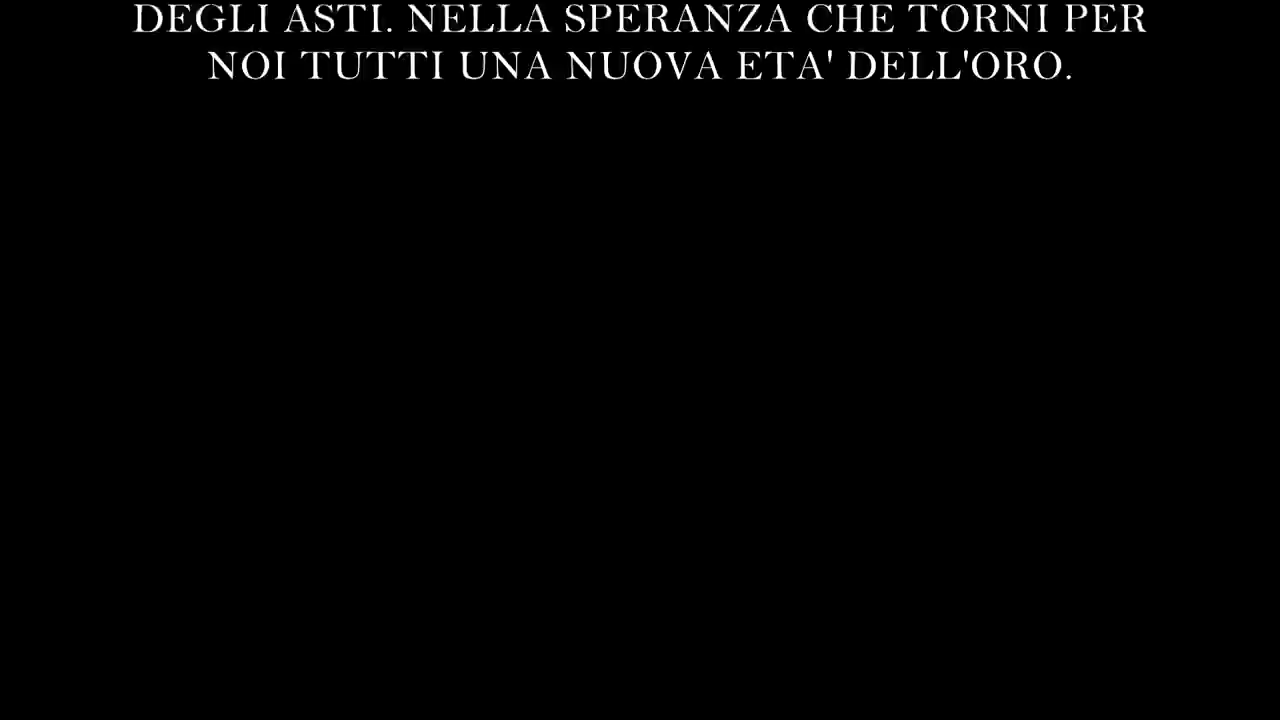 DEGLI ASTI. NELLA SPERANZA CHE TORNI PER
NOI TUTTI UNA NUOVA ETA' DELL'ORO.